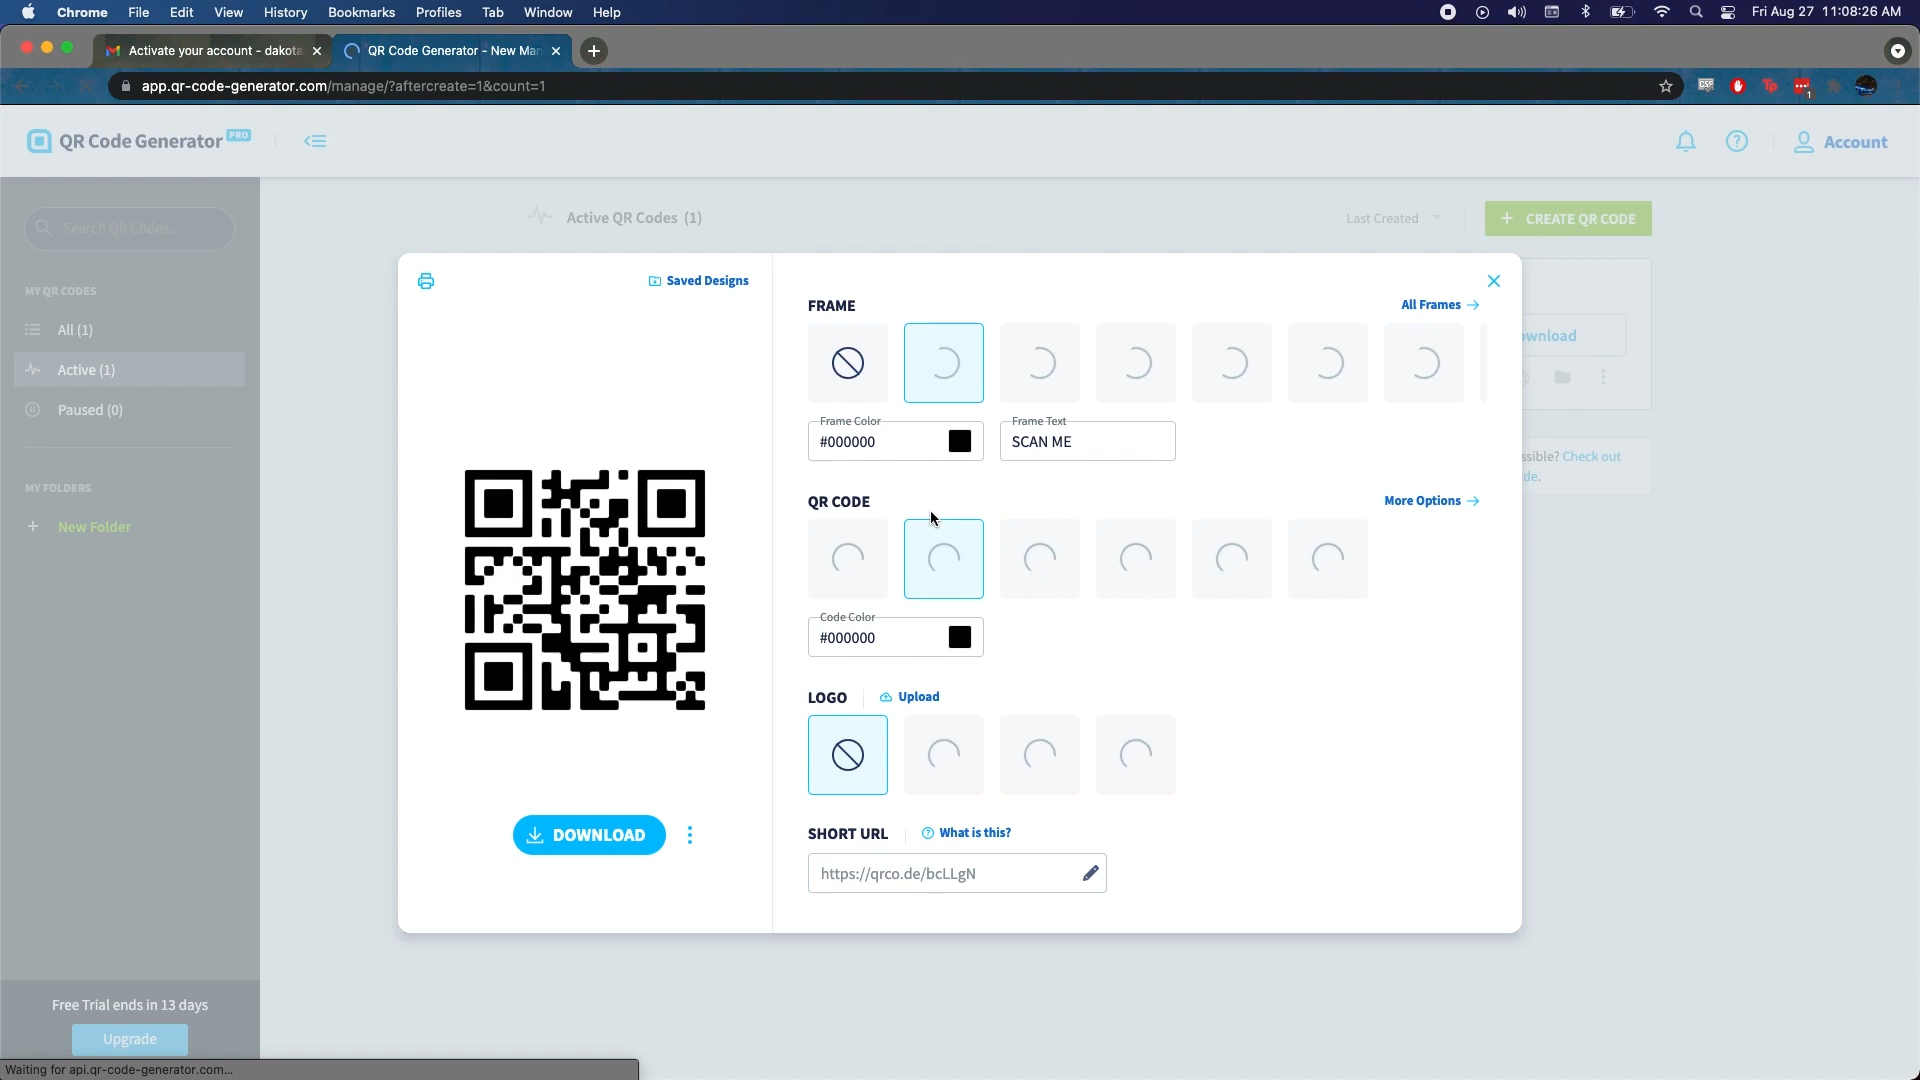 Chrome File Edit View History Bookmarks Profiles Tab Window Help Fri Aug 27 11:08:26 AM
Activate your account - dakota QR Code Generator - New Man
app.qr-code-generator.com/manage/?aftercreate=1&count=1
QR Code Generator PRO Account
Search QR Codes...
Active QR Codes (1) Last Created + CREATE QR CODE
MY QR CODES
All (1)
Active (1)
Paused (0)
MY FOLDERS
+ New Folder
Free Trial ends in 13 days
Upgrade
Waiting for api.qr-code-generator.com...
Saved Designs
DOWNLOAD
FRAME All Frames
Frame Color Frame Text
#000000 SCAN ME
QR CODE More Options
Code Color
#000000
LOGO Upload
SHORT URL What is this?
https://qrco.de/bcLLgN
ownload
ssible? Check out
de.